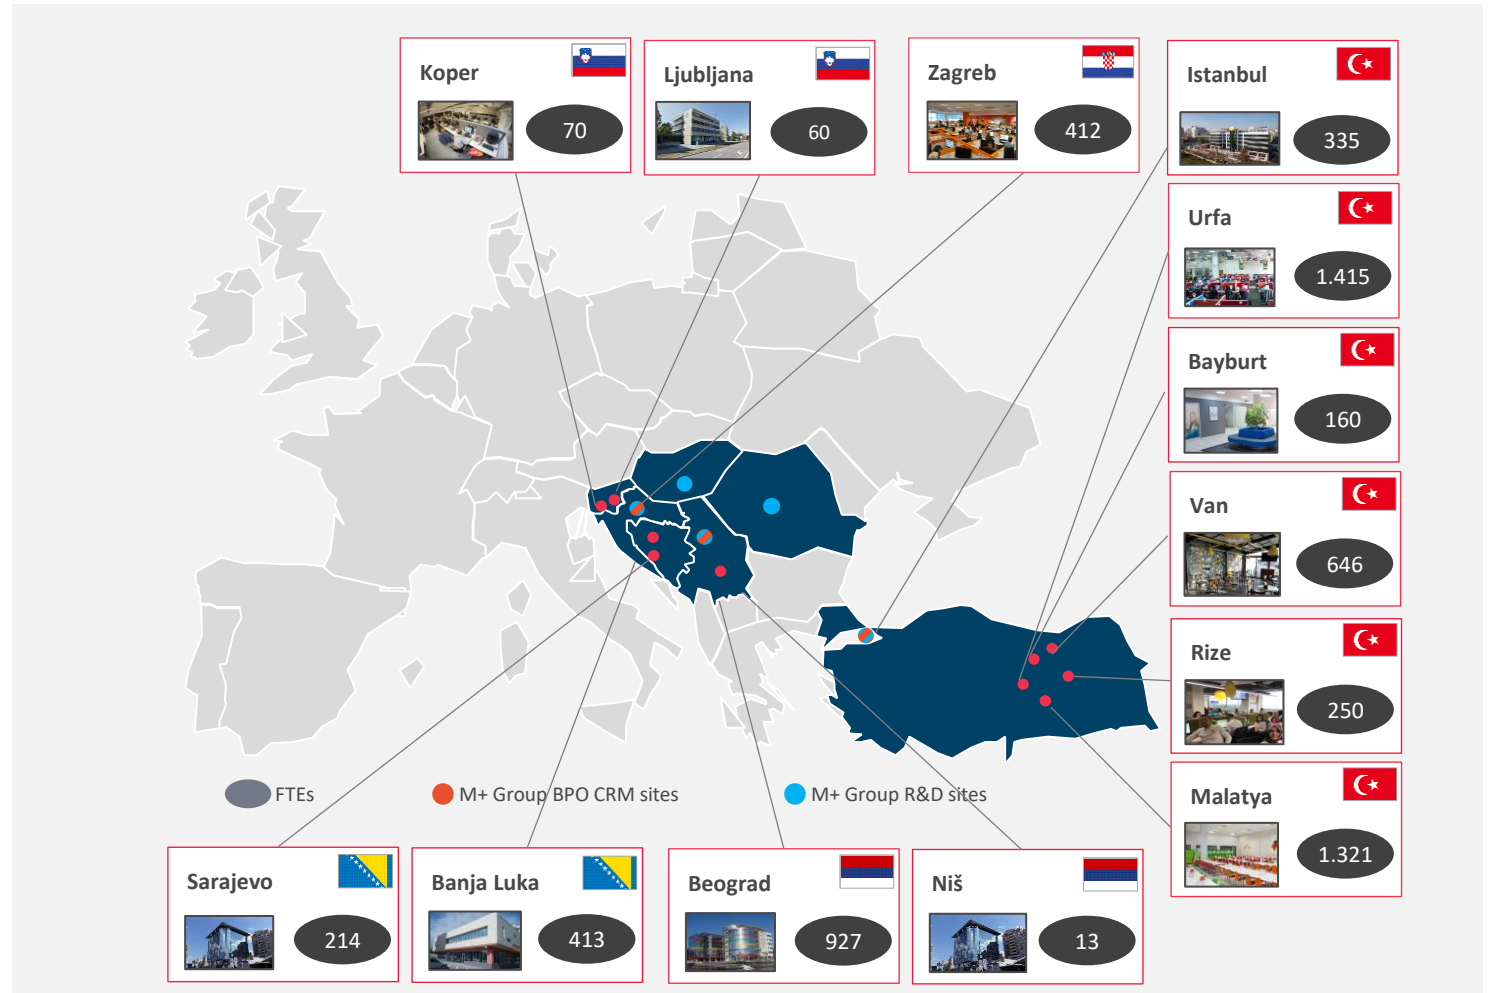 Koper
70
Ljubljana
60
Zagreb
412
Istanbul
335
Urfa
1.415
Bayburt
160
Van
646
Rize
250
Malatya
1.321
FTEs
M+ Group BPO CRM sites
M+ Group R&D sites
Sarajevo
214
Banja Luka
413
Beograd
927
Niš
13